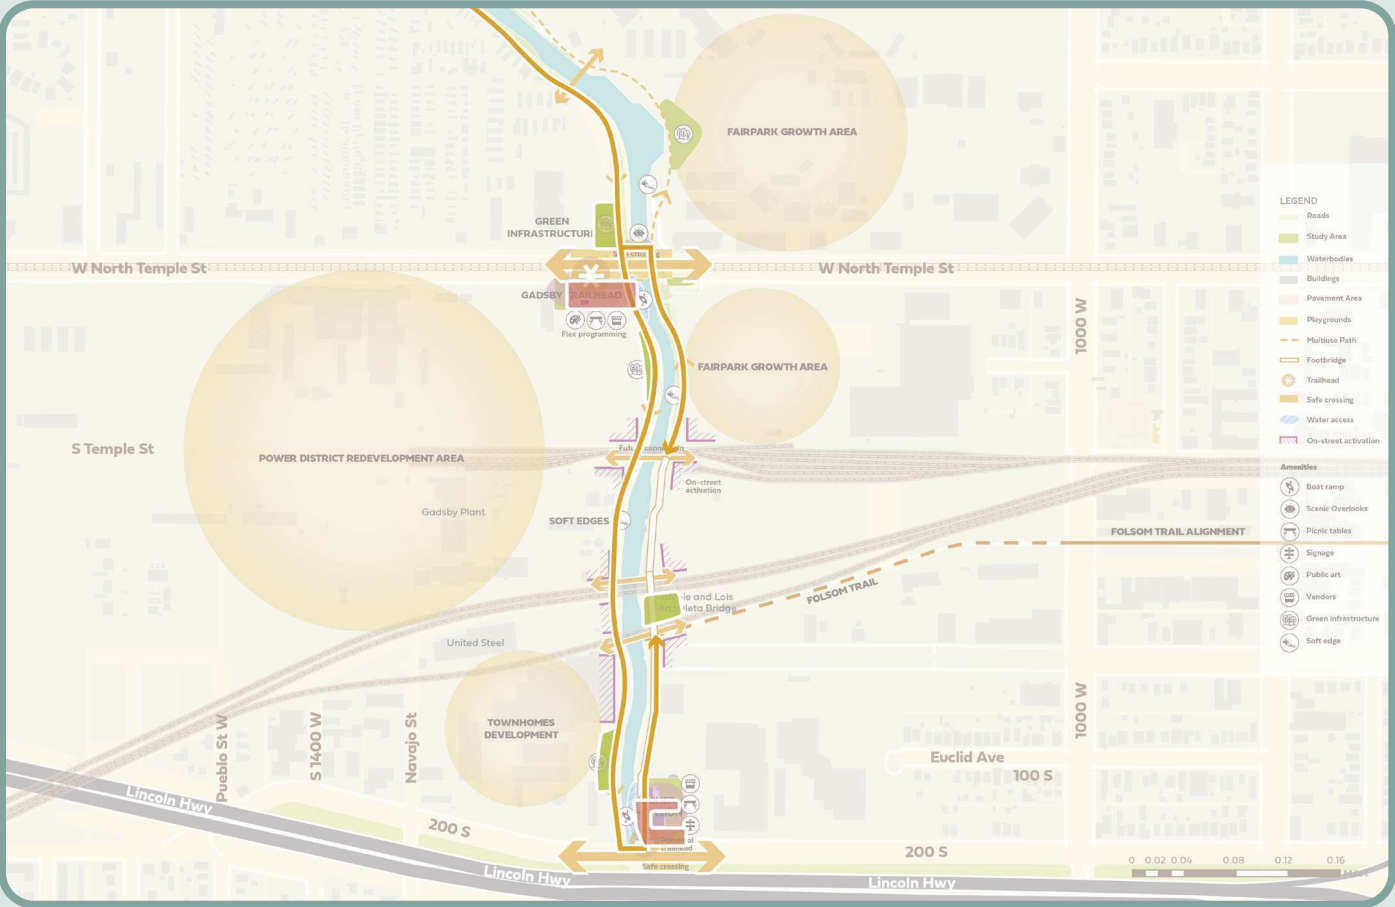 FAIRPARK GROWTH AREA
GREEN
INFRASTRUCTUR
W North Temple St
W North Temple St
GADSBY TRAILHEAD
Flex programming
1000 W
FAIRPARK GROWTH AREA
S Temple St
POWER DISTRICT REDEVELOPMENT AREA
On-street
activation
Gadsby Plant
SOFT EDGES
FOLSOM TRAIL ALIGNMENT
and Lois
Bridge
FOLSOM TRAIL
United Steel
TOWNHOMES
DEVELOPMENT
Pueblo St W
S 1400 W
Navajo St
1000 W
Euclid Ave
100 S
Lincoln Hwy
200 S
trailhead
200 S
Safe crossing
Lincoln Hwy
Lincoln Hwy
LEGEND
Roads
Study Area
Waterbodies
Buildings
Pavement Area
Playgrounds
Multiuse Path
Footbridge
Trailhead
Safe crossing
Water access
On-street activation
Amenities
Boat ramp
Scenic Overlooks
Picnic tables
Signage
Public art
Vendors
Green infrastructure
Soft edge
0 0.02 0.04 0.08 0.12 0.16
Miles